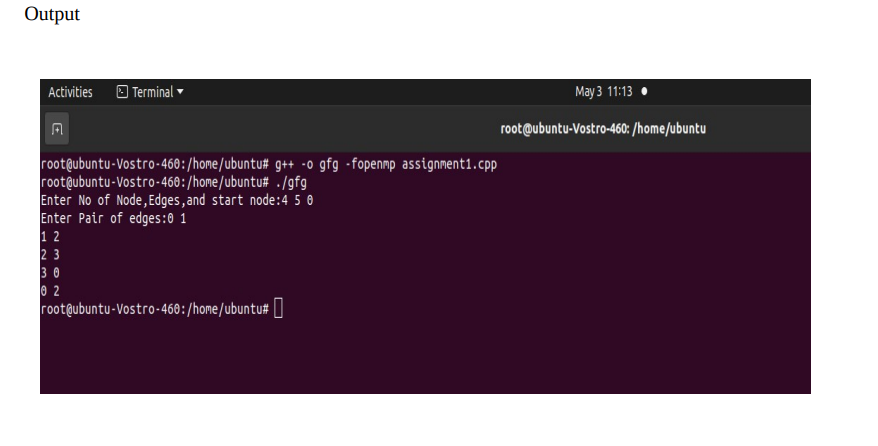 Output
Activities Terminal May 3 11:13
root@ubuntu-Vostro-460: /home/ubuntu
root@ubuntu-Vostro-460:/home/ubuntu# g++ -o gfg -fopenmp assignment1.cpp
root@ubuntu-Vostro-460:/home/ubuntu# ./gfg
Enter No of Node,Edges,and start node:4 5 0
Enter Pair of edges:0 1
1 2
2 3
3 0
0 2
root@ubuntu-Vostro-460:/home/ubuntu#